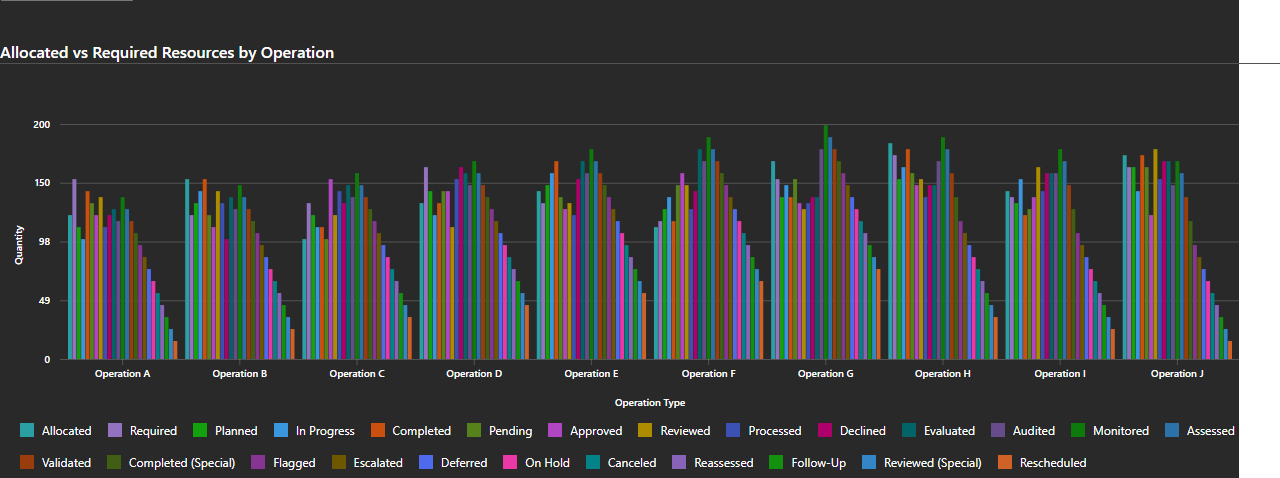 Allocated vs Required Resources by Operation
200
150
98
49
0
Quantity
Operation A Operation B Operation C Operation D Operation E Operation F Operation G Operation H Operation I Operation J
Operation Type
Allocated Required Planned In Progress Completed Pending Approved Reviewed Processed Declined Evaluated Audited Monitored Assessed
Validated Completed (Special) Flagged Escalated Deferred On Hold Canceled Reassessed Follow-Up Reviewed (Special) Rescheduled